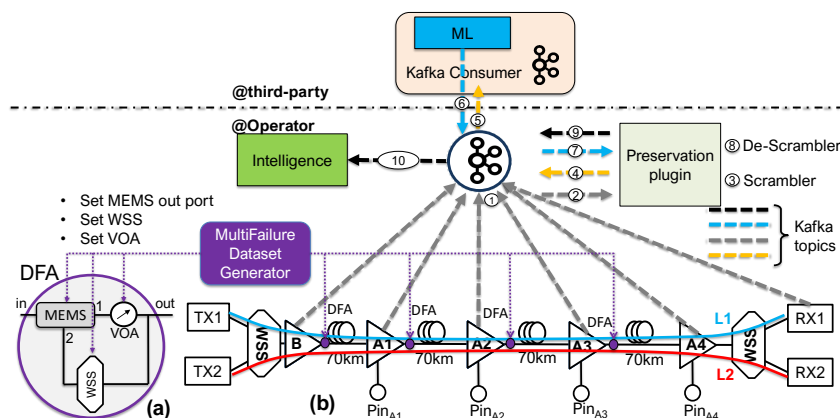 ML
Kafka Consumer
@third-party
6
5
@Operator
Intelligence
10
9
7
4
2
Preservation
plugin
8 De-Scrambler
3 Scrambler
1
Kafka
topics
• Set MEMS out port
• Set WSS
• Set VOA
MultiFailure
Dataset
Generator
DFA
in
MEMS
1
2
VOA
out
WSS
(a)
TX1
TX2
WSS
B
DFA
70km
A1
DFA
70km
A2
DFA
70km
A3
DFA
70km
A4
L1
L2
WSS
RX1
RX2
(b)
PinA1
PinA2
PinA3
PinA4